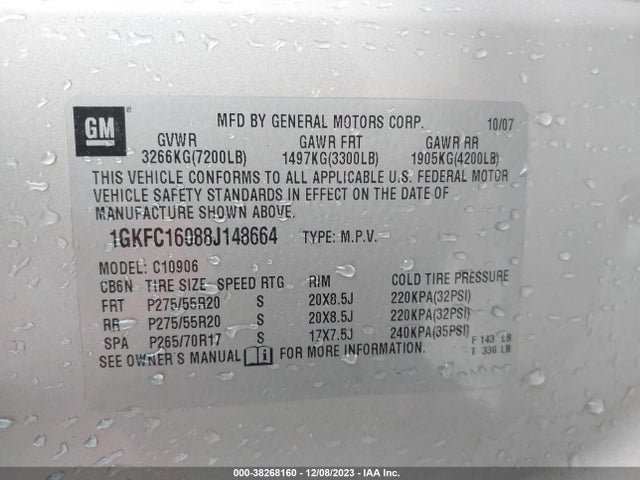 GM ®
MFD BY GENERAL MOTORS CORP. 10/07
GVWR GAWR FRT GAWR RR
3266KG(7200LB) 1497KG(3300LB) 1905KG(4200LB)
THIS VEHICLE CONFORMS TO ALL APPLICABLE U.S. FEDERAL MOTOR
VEHICLE SAFETY STANDARDS IN EFFECT ON THE DATE OF
MANUFACTURE SHOWN ABOVE.
1GKFC16088J148664 TYPE: M.P.V.
MODEL: C10906
CB6N TIRE SIZE SPEED RTG RIM COLD TIRE PRESSURE
FRT P275/55R20 S 20X8.5J 220KPA(32PSI)
RR P275/55R20 S 20X8.5J 220KPA(32PSI)
SPA P265/70R17 S 17X7.5J 240KPA(35PSI)
F 143 LB
SEE OWNER'S MANUAL i FOR MORE INFORMATION. T 336 LB
000-38268160 - 12/08/2023 - IAA Inc.